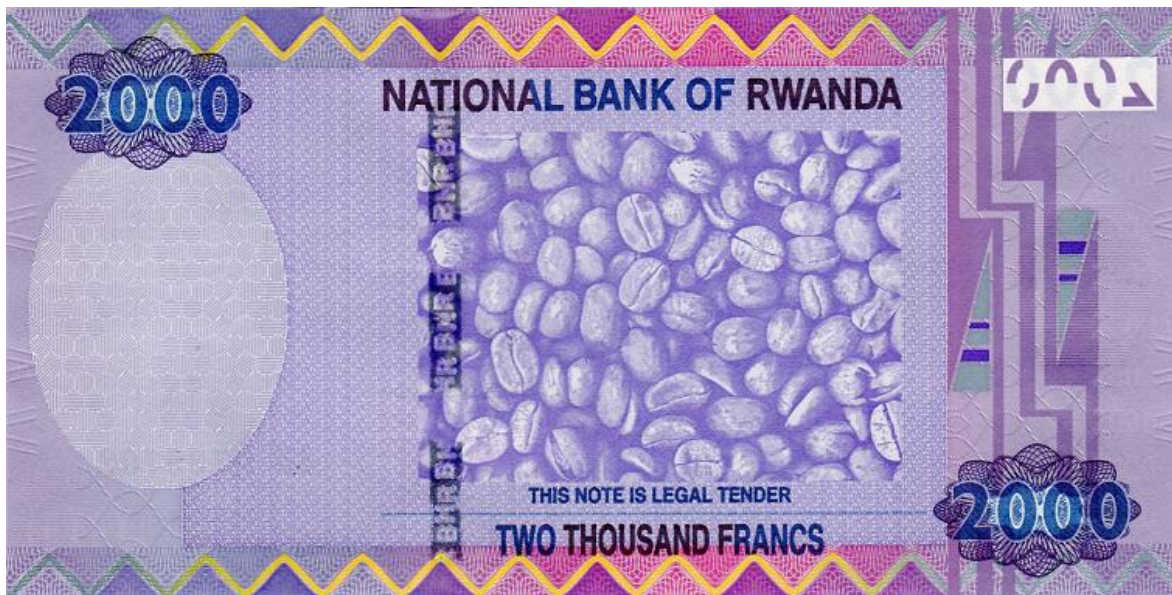 2000
NATIONAL BANK OF RWANDA
THIS NOTE IS LEGAL TENDER
TWO THOUSAND FRANCS
2000